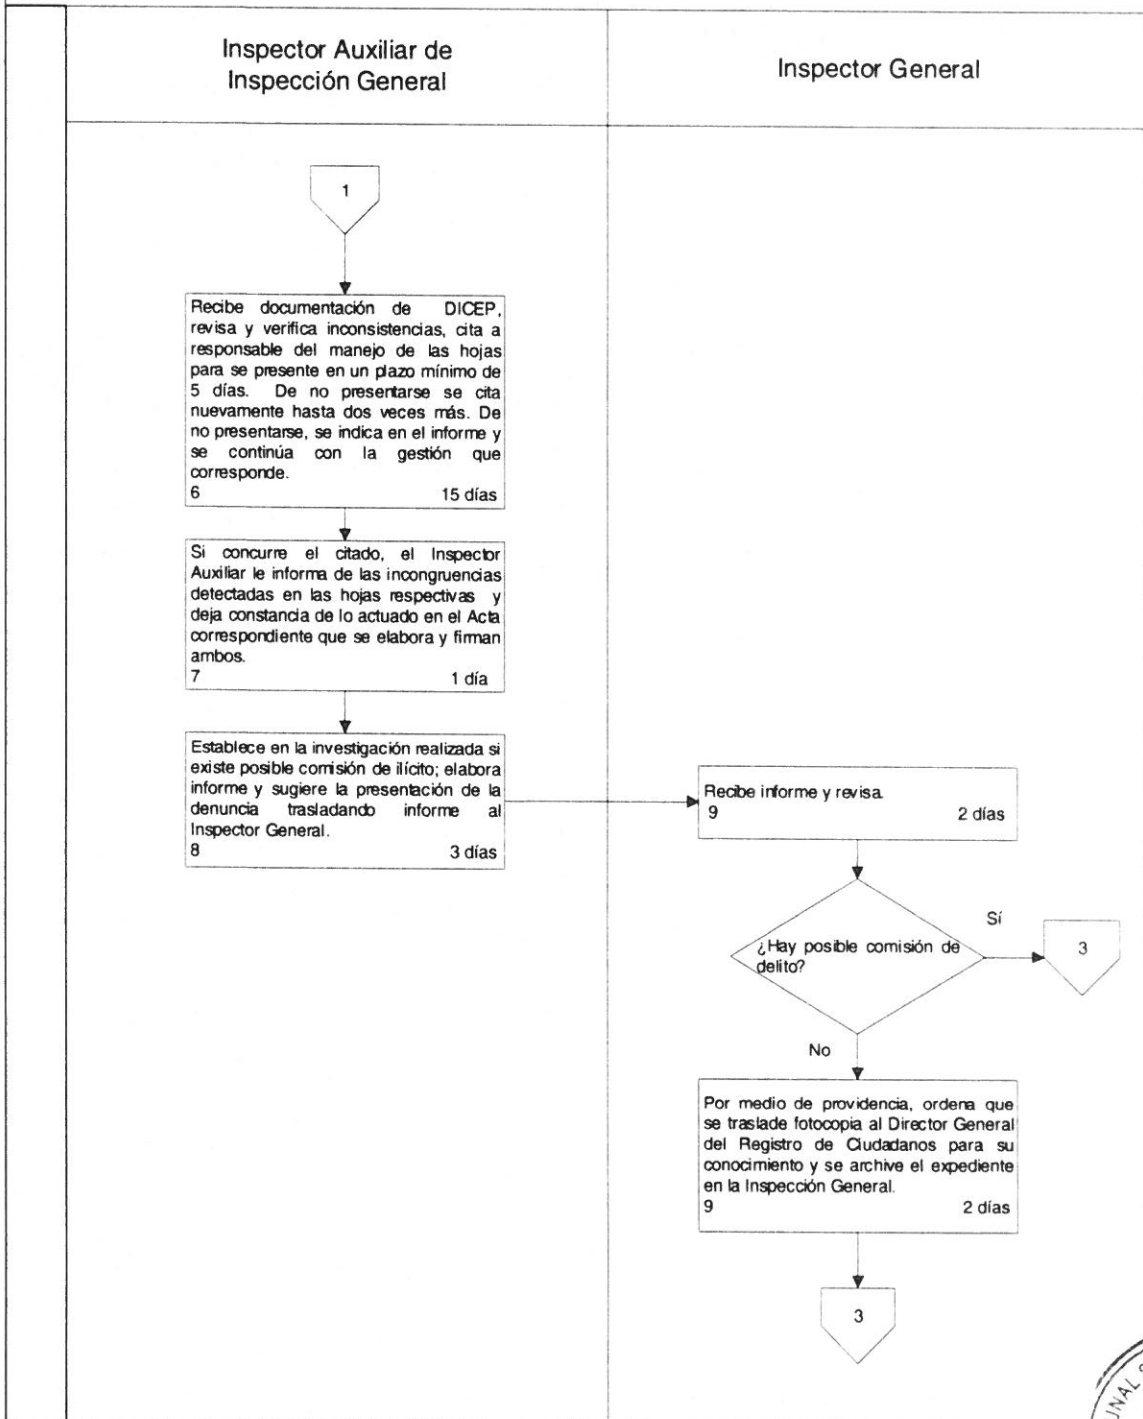 Inspector Auxiliar de
Inspección General
Inspector General
1
Recibe documentación de DICEP,
revisa y verifica inconsistencias, cita a
responsable del manejo de las hojas
para se presente en un plazo mínimo de
5 días. De no presentarse se cita
nuevamente hasta dos veces más. De
no presentarse, se indica en el informe y
se continúa con la gestión que
corresponde.
6 15 días
Si concurre el citado, el Inspector
Auxiliar le informa de las incongruencias
detectadas en las hojas respectivas y
deja constancia de lo actuado en el Acta
correspondiente que se elabora y firman
ambos.
7 1 día
Establece en la investigación realizada si
existe posible comisión de ilícito; elabora
informe y sugiere la presentación de la
denuncia trasladando informe al
Inspector General.
8 3 días
Recibe informe y revisa.
9 2 días
¿Hay posible comisión de
delito?
Sí
3
No
Por medio de providencia, ordena que
se traslade fotocopia al Director General
del Registro de Ciudadanos para su
conocimiento y se archive el expediente
en la Inspección General.
9 2 días
3